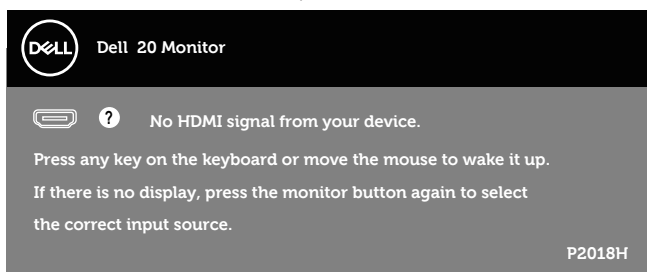 DELL
Dell 20 Monitor
? No HDMI signal from your device.
Press any key on the keyboard or move the mouse to wake it up.
If there is no display, press the monitor button again to select
the correct input source.
P2018H